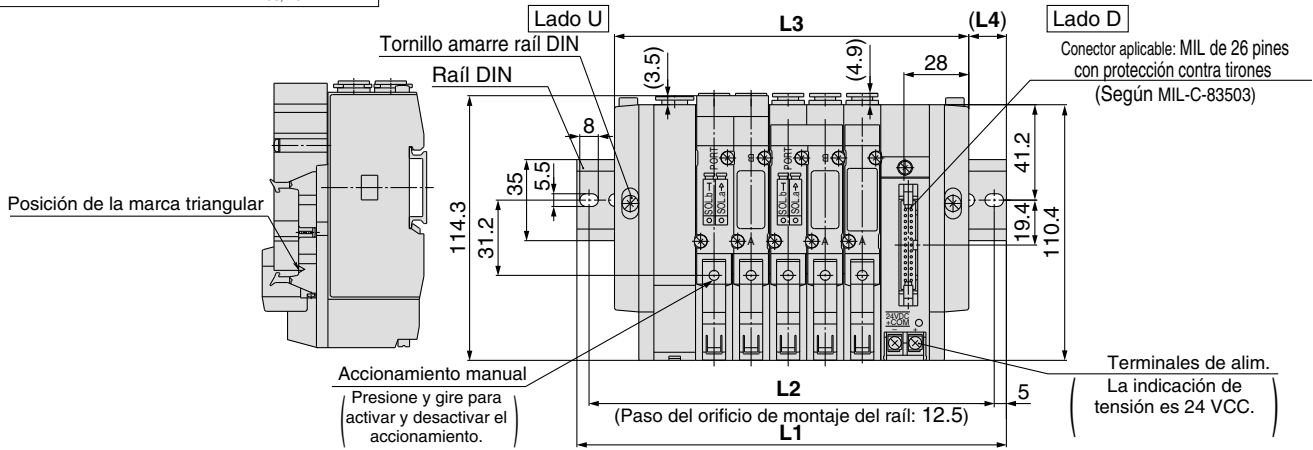 Lado U
L3
(L4)
Lado D
Tornillo amarre raíl DIN
Raíl DIN
(3.5)
(4.9)
28
Conector aplicable: MIL de 26 pines
con protección contra tirones
(Según MIL-C-83503)
8
35
5.5
114.3
31.2
41.2
19.4
110.4
Posición de la marca triangular
PORT
B
SOL.b
SOL.a
A
PORT
B
SOL.b
SOL.a
A
A
24VDC
+COM
- +
Accionamiento manual
(Presione y gire para
activar y desactivar el
accionamiento.)
L2
5
(Paso del orificio de montaje del raíl: 12.5)
L1
Terminales de alim.
(La indicación de
tensión es 24 VCC.)